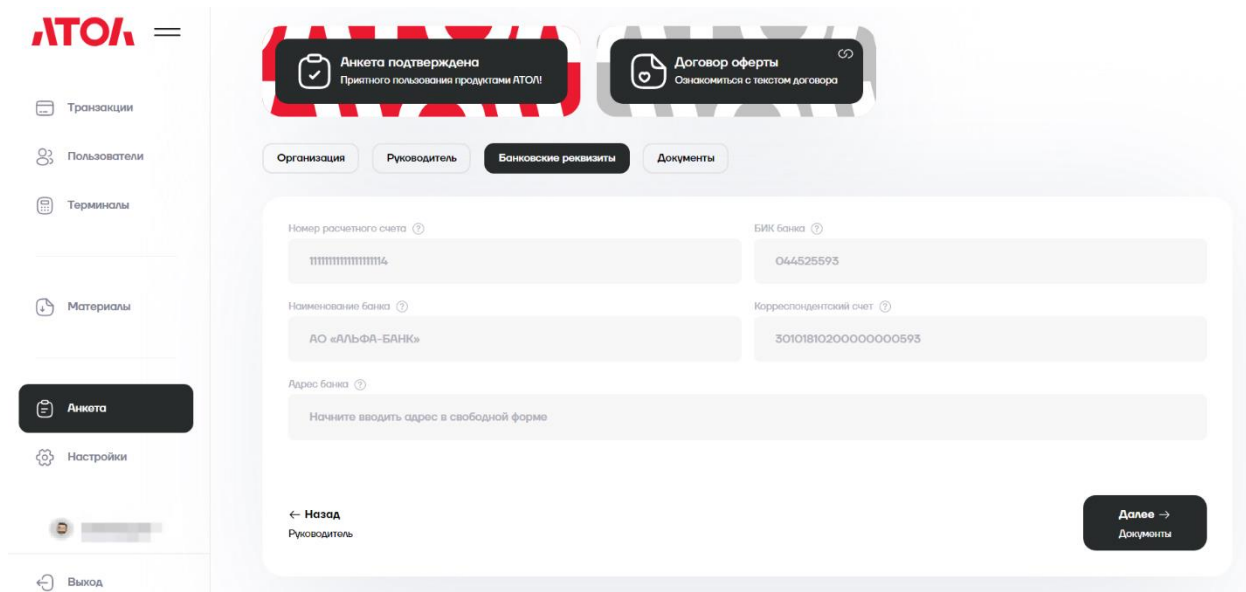 АТОЛ
Анкета подтверждена
Приятного пользования продуктами АТОЛ!
Договор оферты
Ознакомиться с текстом договора
Транзакции
Пользователи
Терминалы
Материалы
Анкета
Настройки
Выход
Организация
Руководитель
Банковские реквизиты
Документы
Номер расчетного счета
БИК банка
11111111111111111114
044525593
Наименование банка
Корреспондентский счет
АО «АЛЬФА-БАНК»
30101810200000000593
Адрес банка
Начните вводить адрес в свободной форме
← Назад
Руководитель
Далее →
Документы